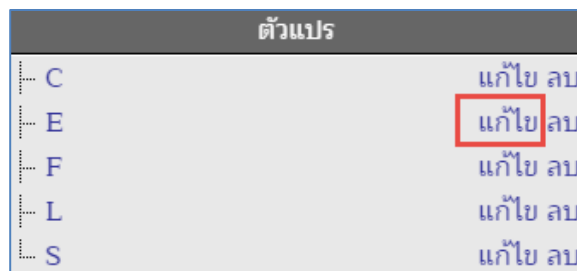 ตัวแปร
C แก้ไข ลบ
E แก้ไข ลบ
F แก้ไข ลบ
L แก้ไข ลบ
S แก้ไข ลบ